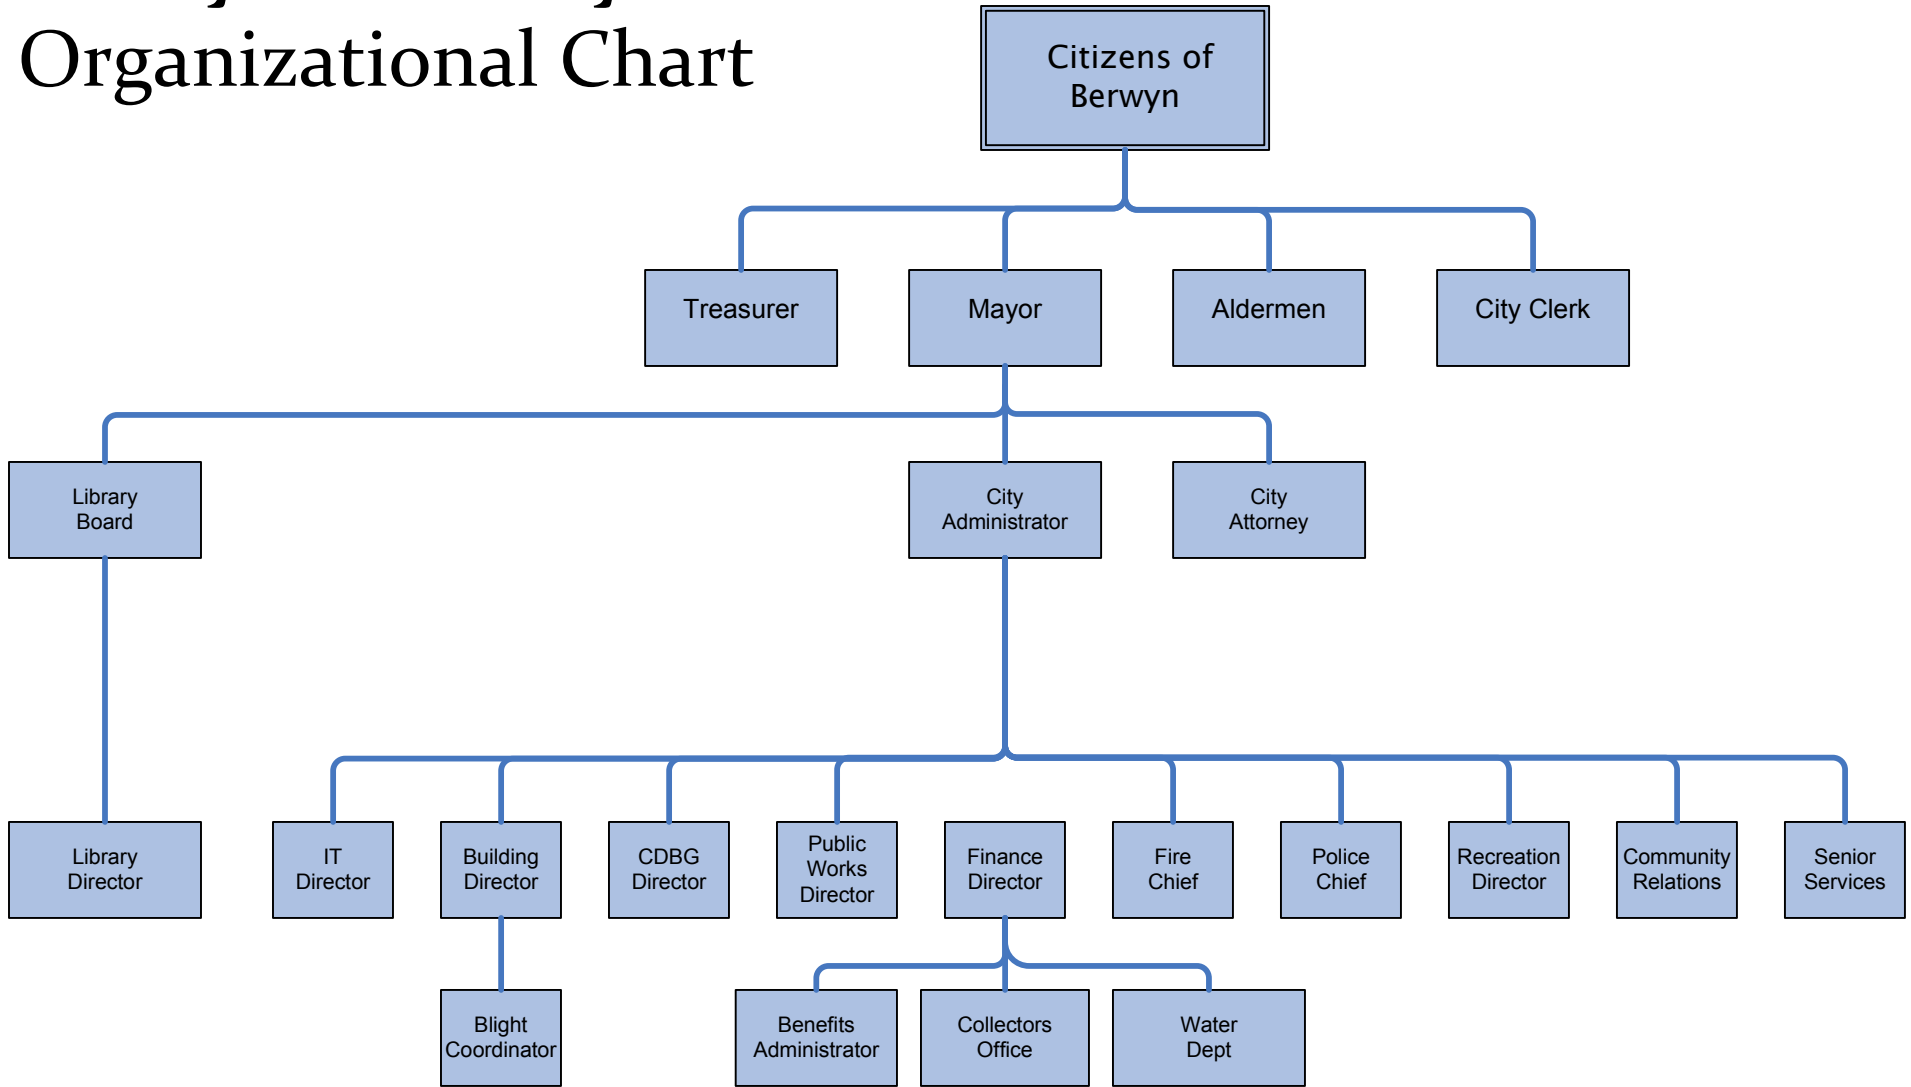 Organizational Chart
Citizens of
Berwyn
Treasurer
Mayor
Aldermen
City Clerk
Library
Board
City
Administrator
City
Attorney
Library
Director
IT
Director
Building
Director
CDBG
Director
Public
Works
Director
Finance
Director
Fire
Chief
Police
Chief
Recreation
Director
Community
Relations
Senior
Services
Blight
Coordinator
Benefits
Administrator
Collectors
Office
Water
Dept